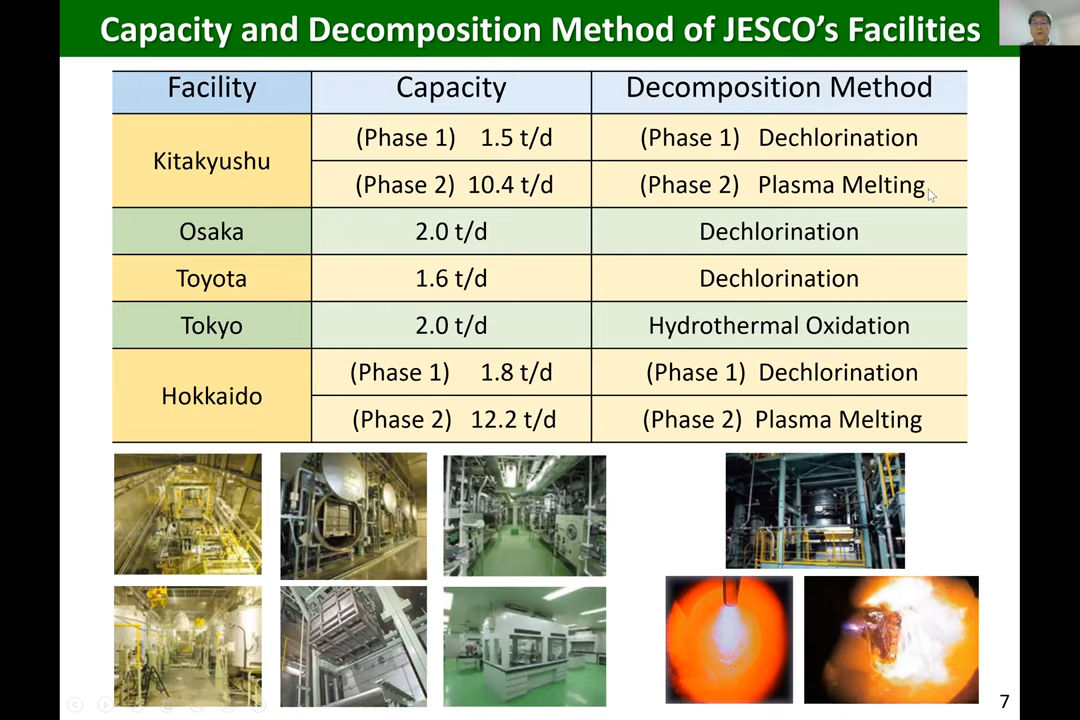 Capacity and Decomposition Method of JESCO's Facilities
Facility Capacity Decomposition Method
Kitakyushu
(Phase 1) 1.5 t/d (Phase 1) Dechlorination
(Phase 2) 10.4 t/d (Phase 2) Plasma Melting
Osaka 2.0 t/d Dechlorination
Toyota 1.6 t/d Dechlorination
Tokyo 2.0 t/d Hydrothermal Oxidation
Hokkaido
(Phase 1) 1.8 t/d (Phase 1) Dechlorination
(Phase 2) 12.2 t/d (Phase 2) Plasma Melting
7